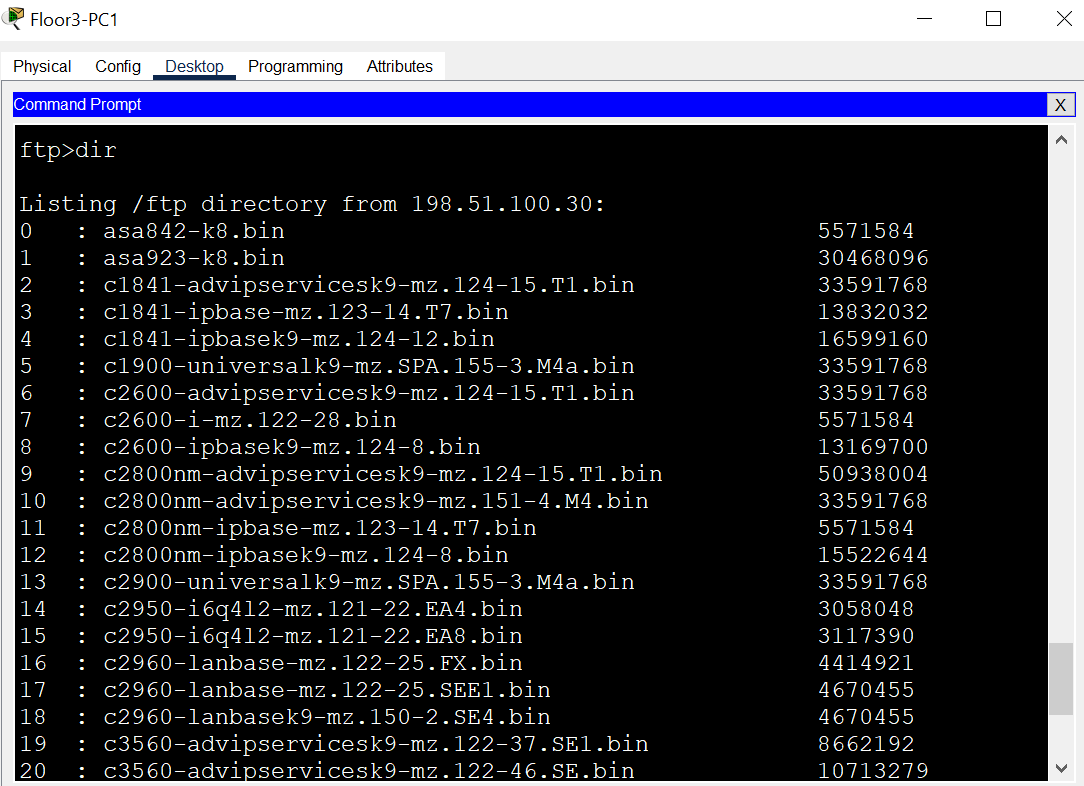 Floor3-PC1
Physical Config Desktop Programming Attributes
Command Prompt X
ftp>dir
Listing /ftp directory from 198.51.100.30:
0 : asa842-k8.bin 5571584
1 : asa923-k8.bin 30468096
2 : c1841-advipservicesk9-mz.124-15.T1.bin 33591768
3 : c1841-ipbase-mz.123-14.T7.bin 13832032
4 : c1841-ipbasek9-mz.124-12.bin 16599160
5 : c1900-universalk9-mz.SPA.155-3.M4a.bin 33591768
6 : c2600-advipservicesk9-mz.124-15.T1.bin 33591768
7 : c2600-i-mz.122-28.bin 5571584
8 : c2600-ipbasek9-mz.124-8.bin 13169700
9 : c2800nm-advipservicesk9-mz.124-15.T1.bin 50938004
10 : c2800nm-advipservicesk9-mz.151-4.M4.bin 33591768
11 : c2800nm-ipbase-mz.123-14.T7.bin 5571584
12 : c2800nm-ipbasek9-mz.124-8.bin 15522644
13 : c2900-universalk9-mz.SPA.155-3.M4a.bin 33591768
14 : c2950-i6q4l2-mz.121-22.EA4.bin 3058048
15 : c2950-i6q4l2-mz.121-22.EA8.bin 3117390
16 : c2960-lanbase-mz.122-25.FX.bin 4414921
17 : c2960-lanbase-mz.122-25.SEE1.bin 4670455
18 : c2960-lanbasek9-mz.150-2.SE4.bin 4670455
19 : c3560-advipservicesk9-mz.122-37.SE1.bin 8662192
20 : c3560-advipservicesk9-mz.122-46.SE.bin 10713279